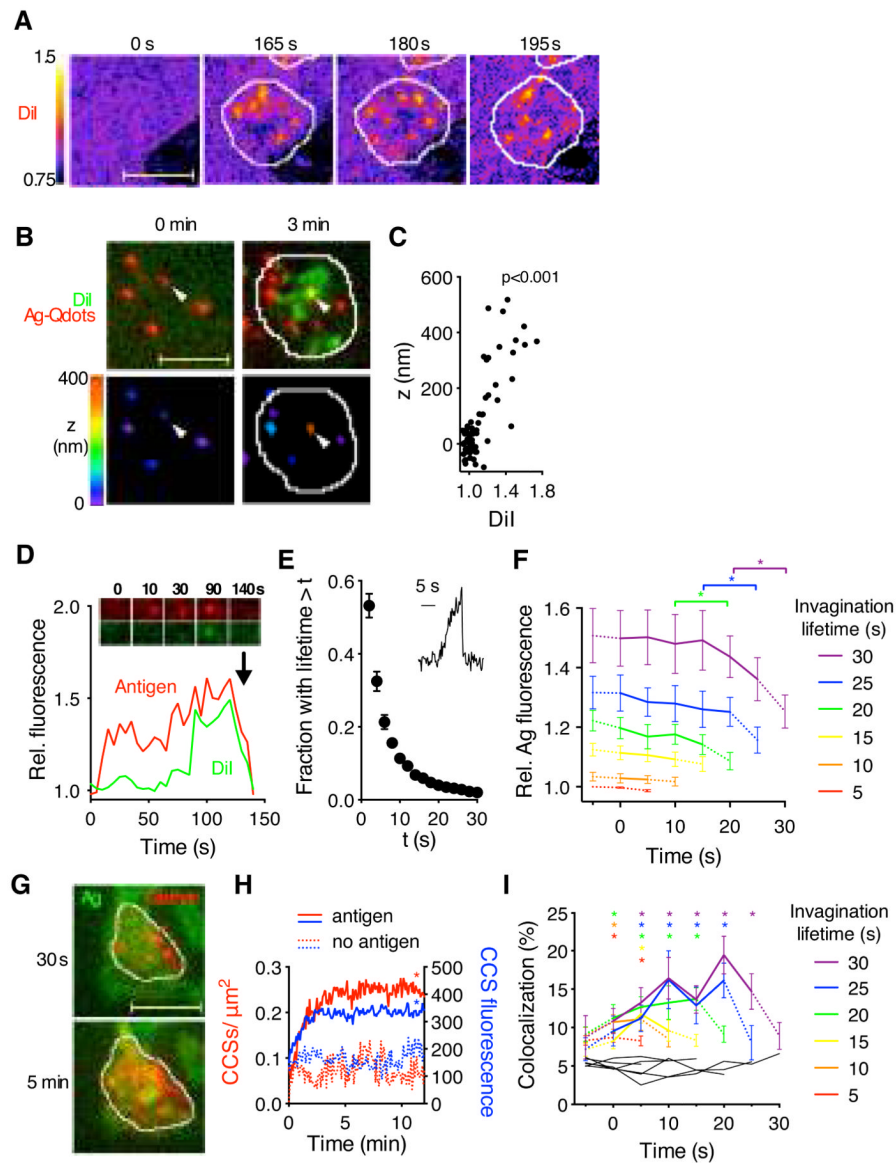 A
0 s 165 s 180 s 195 s
1.5
DiI
0.75
B
0 min 3 min
DiI
Ag-Qdots
400
z
(nm)
0
C
p<0.001
600
400
200
0
z (nm)
1.0 1.4 1.8
DiI
D
0 10 30 90 140s
2.0
1.5
1.0
Rel. fluorescence
Antigen
DiI
0 50 100 150
Time (s)
E
0.6
0.4
0.2
0.0
Fraction with lifetime > t
5 s
0 10 20 30
t (s)
F
* * *
1.6
1.4
1.2
1.0
Rel. Ag fluorescence
0 10 20 30
Time (s)
Invagination
lifetime (s)
30
25
20
15
10
5
G
Ag
30 s
5 min
H
antigen
no antigen
0.3
0.2
0.1
0.0
CCSs/ µm²
500
400
300
200
100
0
CCS fluorescence
* *
0 5 10
Time (min)
I
25
20
15
10
5
0
Colocalization (%)
* * * * * *
* * * * *
* * * * *
* *
0 10 20 30
Time (s)
Invagination
lifetime (s)
30
25
20
15
10
5